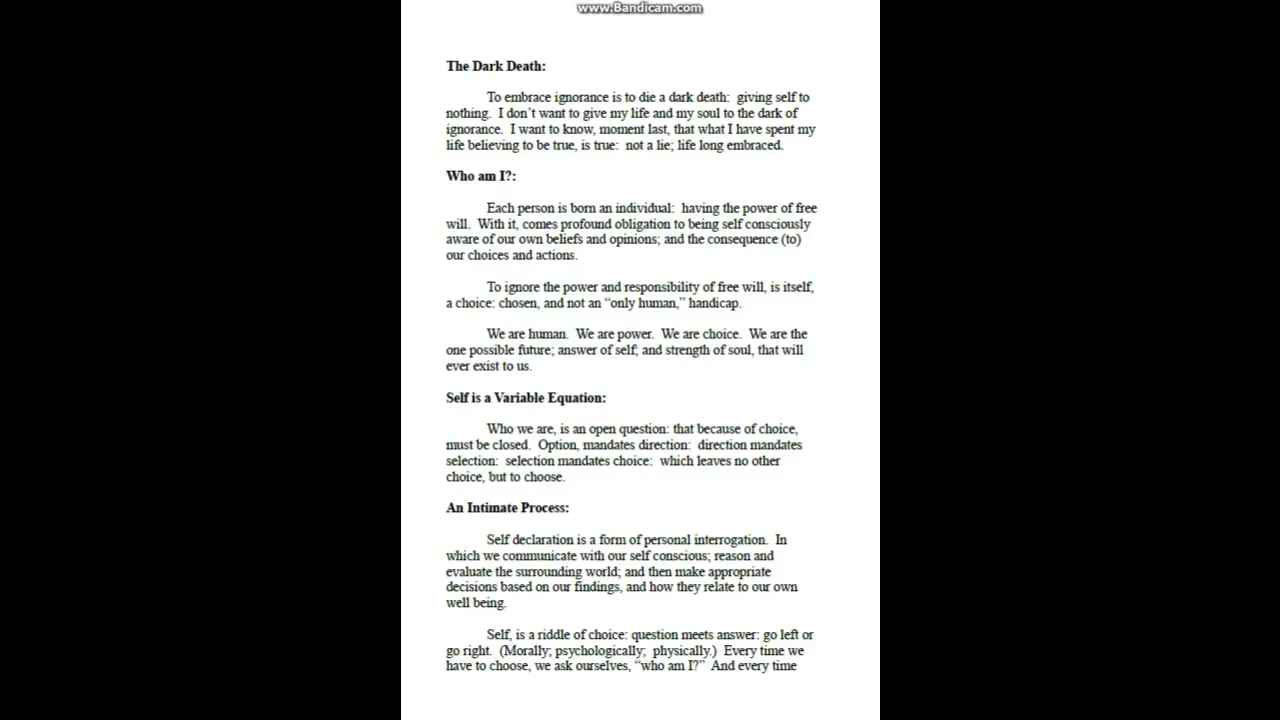 www.Bandicam.com
The Dark Death:
To embrace ignorance is to die a dark death:  giving self to
nothing.  I don't want to give my life and my soul to the dark of
ignorance.  I want to know, moment last, that what I have spent my
life believing to be true, is true:  not a lie; life long embraced.
Who am I?:
Each person is born an individual:  having the power of free
will.  With it, comes profound obligation to being self consciously
aware of our own beliefs and opinions; and the consequence (to)
our choices and actions.
To ignore the power and responsibility of free will, is itself,
a choice: chosen, and not an “only human,” handicap.
We are human.  We are power.  We are choice.  We are the
one possible future; answer of self; and strength of soul, that will
ever exist to us.
Self is a Variable Equation:
Who we are, is an open question: that because of choice,
must be closed.  Option, mandates direction:  direction mandates
selection:  selection mandates choice:  which leaves no other
choice, but to choose.
An Intimate Process:
Self declaration is a form of personal interrogation.  In
which we communicate with our self conscious; reason and
evaluate the surrounding world; and then make appropriate
decisions based on our findings, and how they relate to our own
well being.
Self, is a riddle of choice: question meets answer: go left or
go right.  (Morally; psychologically;  physically.)  Every time we
have to choose, we ask ourselves, “who am I?”  And every time